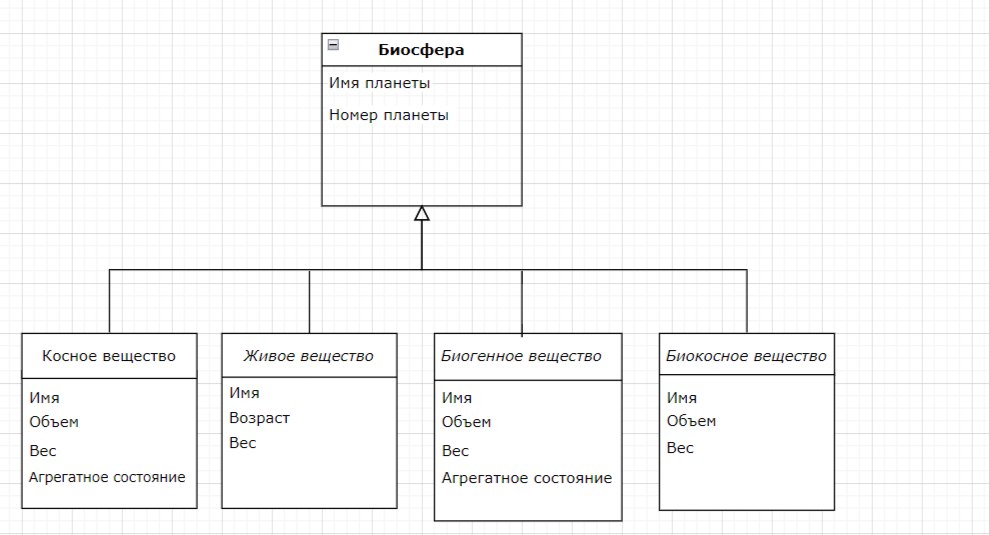 Биосфера
Имя планеты
Номер планеты
Косное вещество
Имя
Объем
Вес
Агрегатное состояние
Живое вещество
Имя
Возраст
Вес
Биогенное вещество
Имя
Объем
Вес
Агрегатное состояние
Биокосное вещество
Имя
Объем
Вес